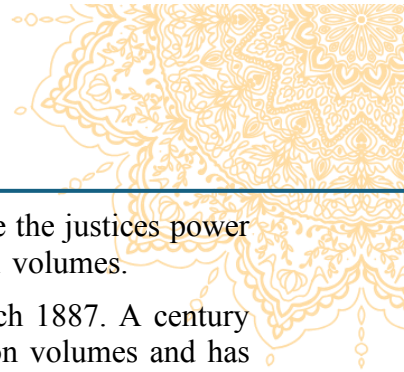 e the justices power
volumes.
ch 1887. A century
on volumes and has